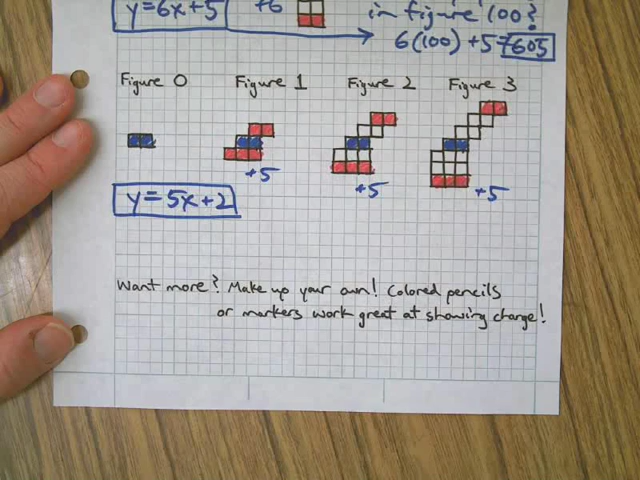 y=6x+5 +6 in figure 100?
6(100)+5=605
Figure 0 Figure 1 Figure 2 Figure 3
+5 +5 +5
y=5x+2
Want more? Make up your own! Colored pencils
or markers work great at showing change!